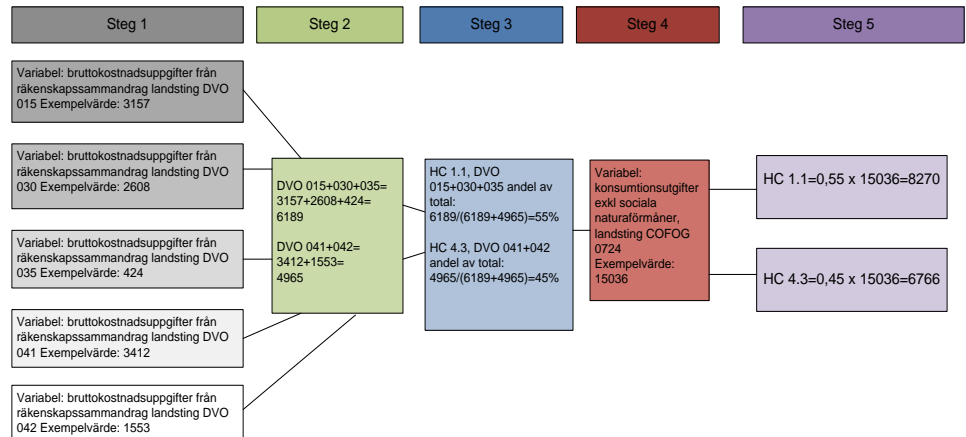 Steg 1
Steg 2
Steg 3
Steg 4
Steg 5
Variabel: bruttokostnadsuppgifter från
räkenskapssammandrag landsting DVO
015 Exempelvärde: 3157
Variabel: bruttokostnadsuppgifter från
räkenskapssammandrag landsting DVO
030 Exempelvärde: 2608
Variabel: bruttokostnadsuppgifter från
räkenskapssammandrag landsting DVO
035 Exempelvärde: 424
Variabel: bruttokostnadsuppgifter från
räkenskapssammandrag landsting DVO
041 Exempelvärde: 3412
Variabel: bruttokostnadsuppgifter från
räkenskapssammandrag landsting DVO
042 Exempelvärde: 1553
DVO 015+030+035=
3157+2608+424=
6189
DVO 041+042=
3412+1553=
4965
HC 1.1, DVO
015+030+035 andel av
total:
6189/(6189+4965)=55%
HC 4.3, DVO 041+042
andel av total:
4965/(6189+4965)=45%
Variabel:
konsumtionsutgifter
exkl sociala
naturaförmåner,
landsting COFOG
0724
Exempelvärde:
15036
HC 1.1=0,55 x 15036=8270
HC 4.3=0,45 x 15036=6766